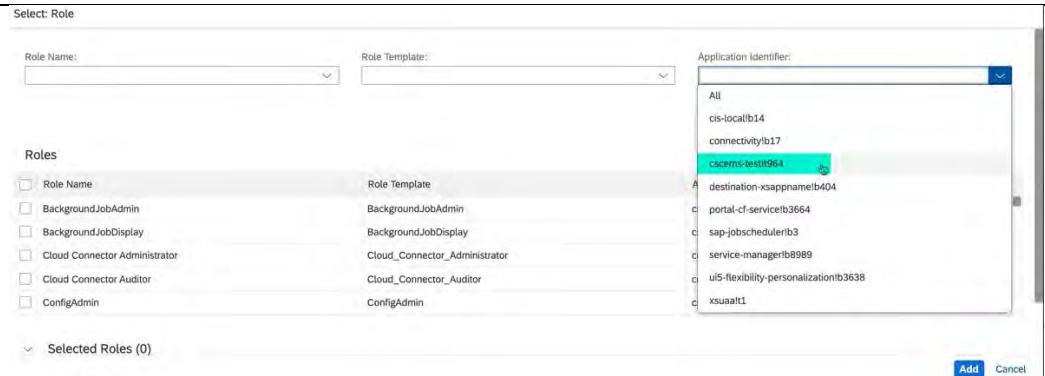 Select: Role
Role Name:
Role Template:
Application Identifier:
All
cis-local!b14
connectivity!b17
cscems-test!t964
destination-xsappname!b404
portal-cf-service!b3664
sap-jobscheduler!b3
service-manager!b8989
ui5-flexibility-personalization!b3638
xsuaa!t1
Roles
Role Name Role Template A
BackgroundJobAdmin BackgroundJobAdmin c
BackgroundJobDisplay BackgroundJobDisplay c
Cloud Connector Administrator Cloud_Connector_Administrator c
Cloud Connector Auditor Cloud_Connector_Auditor c
ConfigAdmin ConfigAdmin c
Selected Roles (0)
Add Cancel